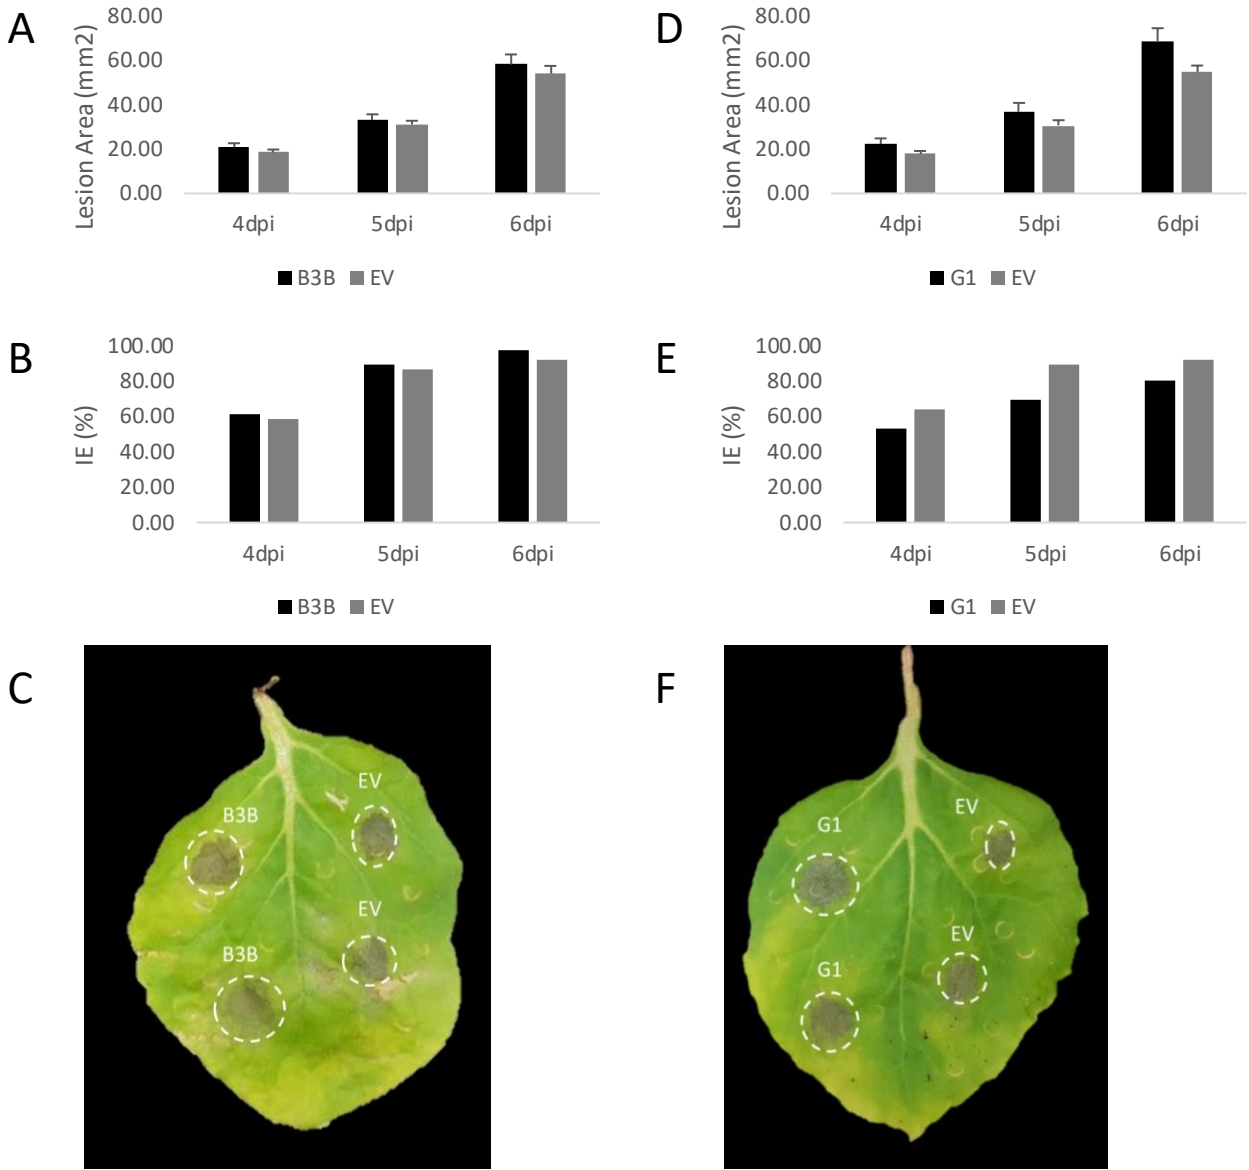 A
Lesion Area (mm2)
80.00
60.00
40.00
20.00
0.00
4dpi 5dpi 6dpi
B3B EV
D
Lesion Area (mm2)
80.00
60.00
40.00
20.00
0.00
4dpi 5dpi 6dpi
G1 EV
B
IE (%)
100.00
80.00
60.00
40.00
20.00
0.00
4dpi 5dpi 6dpi
B3B EV
E
IE (%)
100.00
80.00
60.00
40.00
20.00
0.00
4dpi 5dpi 6dpi
G1 EV
C
EV
B3B
EV
B3B
F
EV
G1
EV
G1